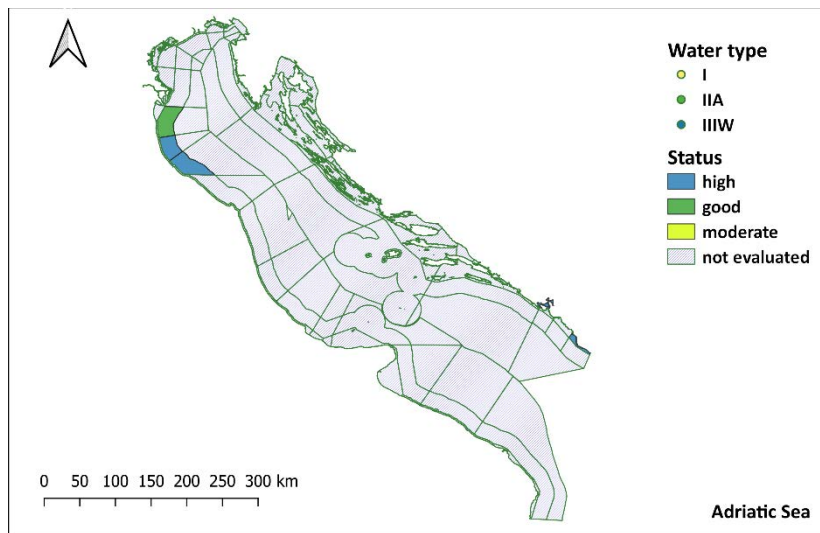 Water type
I
IIA
IIIW
Status
high
good
moderate
not evaluated
0 50 100 150 200 250 300 km
Adriatic Sea